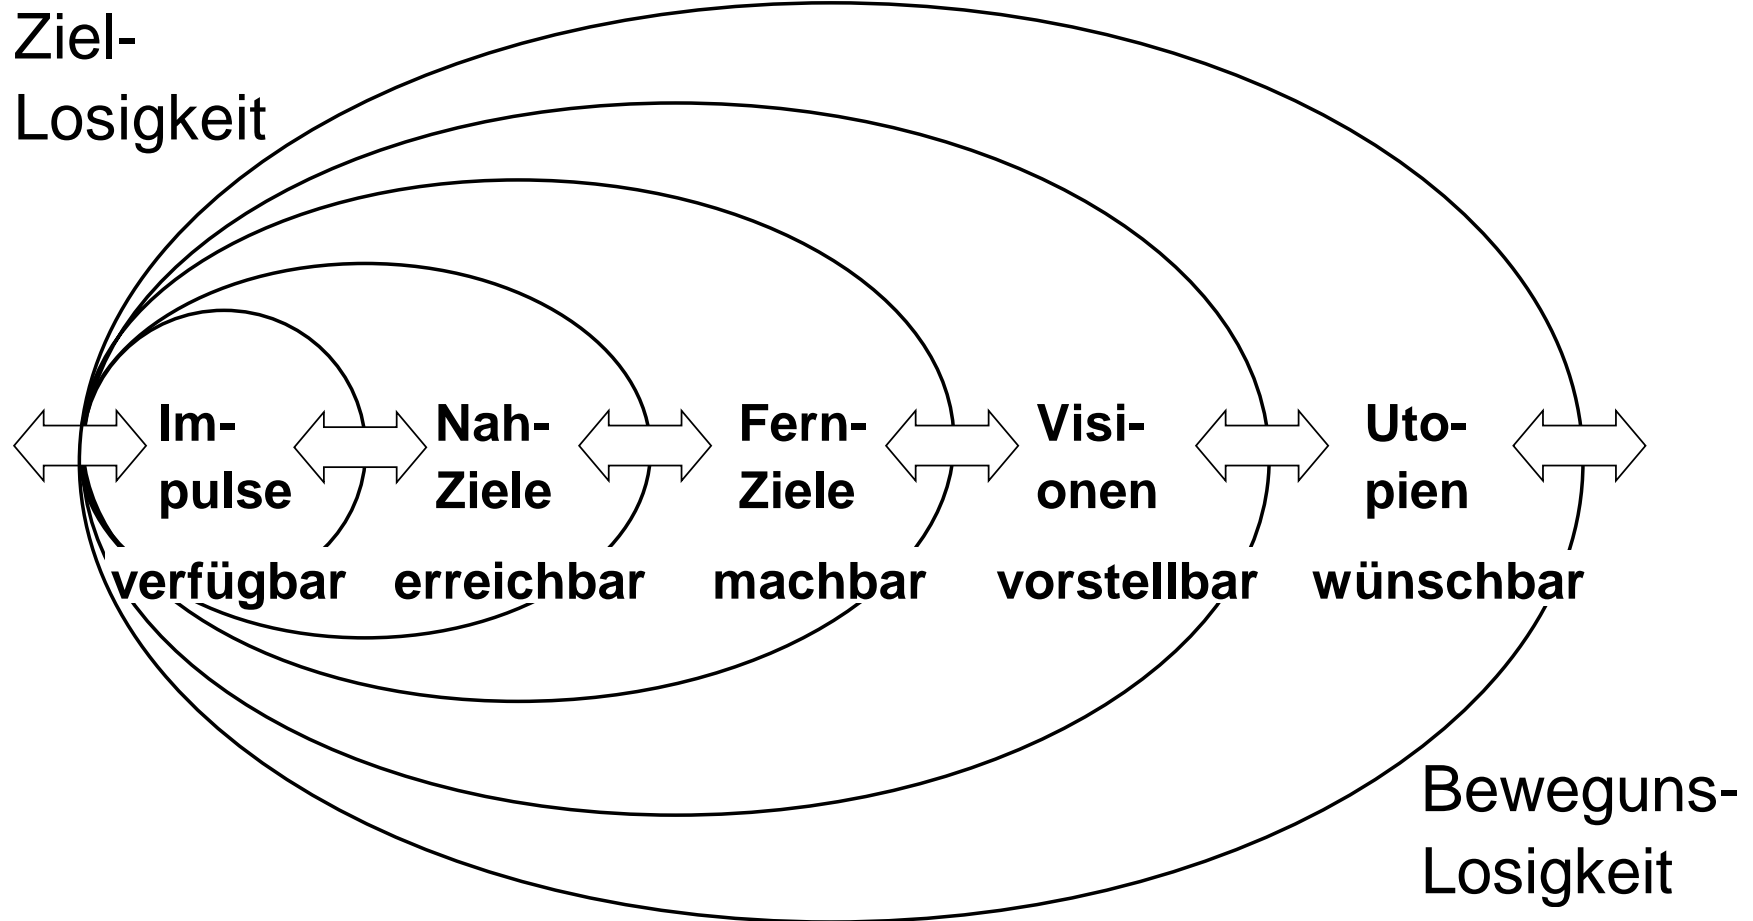 Ziel-
Losigkeit
Im- Nah- Fern- Visi- Uto-
pulse Ziele Ziele onen pien
verfügbar erreichbar machbar vorstellbar wünschbar
Beweguns-
Losigkeit